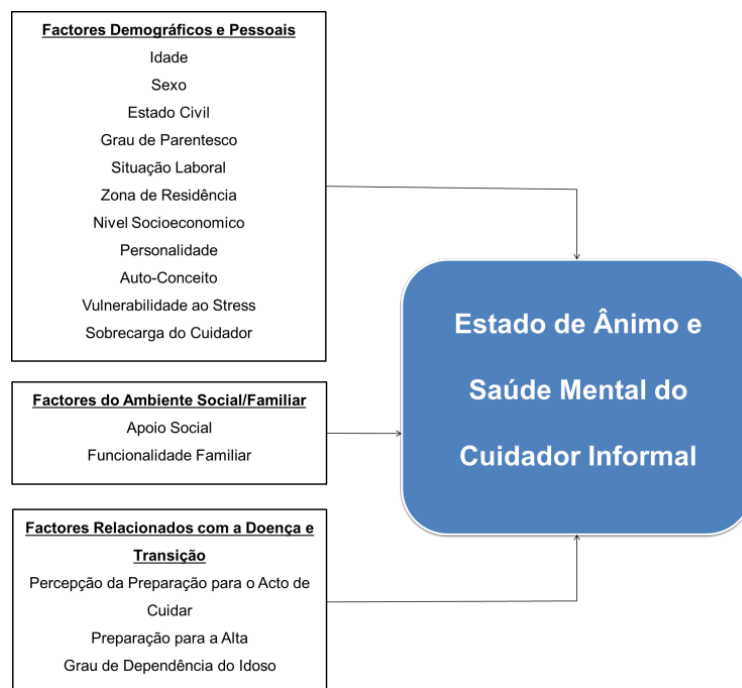 Factores Demográficos e Pessoais
Idade
Sexo
Estado Civil
Grau de Parentesco
Situação Laboral
Zona de Residência
Nivel Socioeconomico
Personalidade
Auto-Conceito
Vulnerabilidade ao Stress
Sobrecarga do Cuidador
Factores do Ambiente Social/Familiar
Apoio Social
Funcionalidade Familiar
Factores Relacionados com a Doença e
Transição
Percepção da Preparação para o Acto de
Cuidar
Preparação para a Alta
Grau de Dependência do Idoso
Estado de Ânimo e
Saúde Mental do
Cuidador Informal